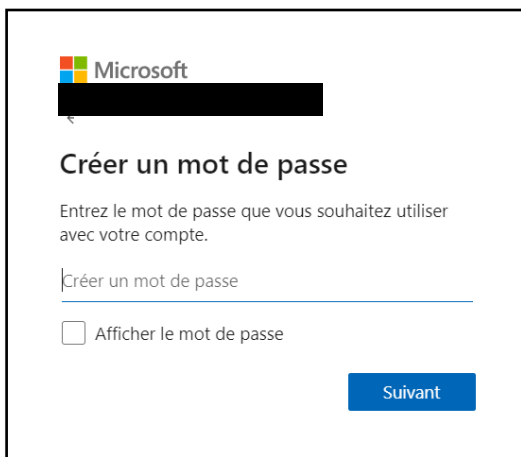 Microsoft
Créer un mot de passe
Entrez le mot de passe que vous souhaitez utiliser
avec votre compte.
Créer un mot de passe
Afficher le mot de passe
Suivant